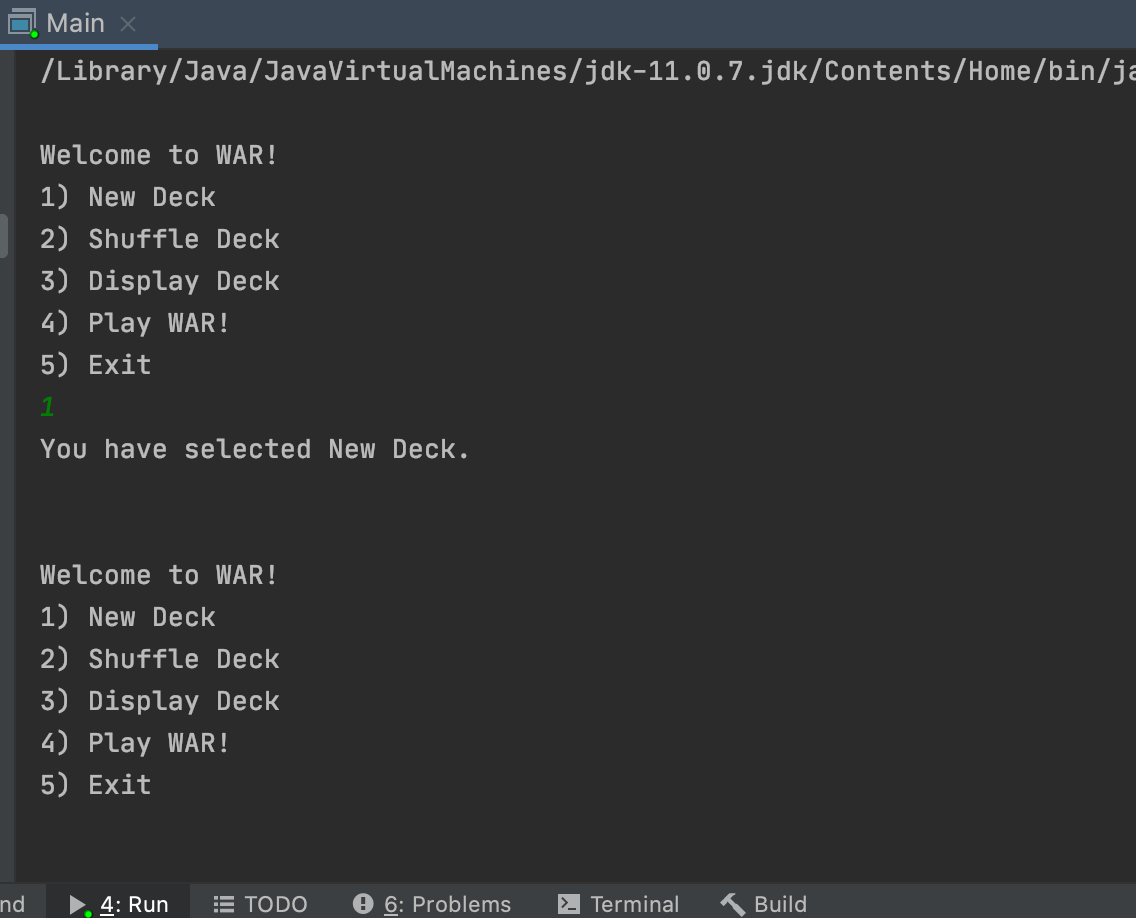 Main
/Library/Java/JavaVirtualMachines/jdk-11.0.7.jdk/Contents/Home/bin/ja
Welcome to WAR!
1) New Deck
2) Shuffle Deck
3) Display Deck
4) Play WAR!
5) Exit
1
You have selected New Deck.
Welcome to WAR!
1) New Deck
2) Shuffle Deck
3) Display Deck
4) Play WAR!
5) Exit
nd 4: Run TODO 6: Problems Terminal Build